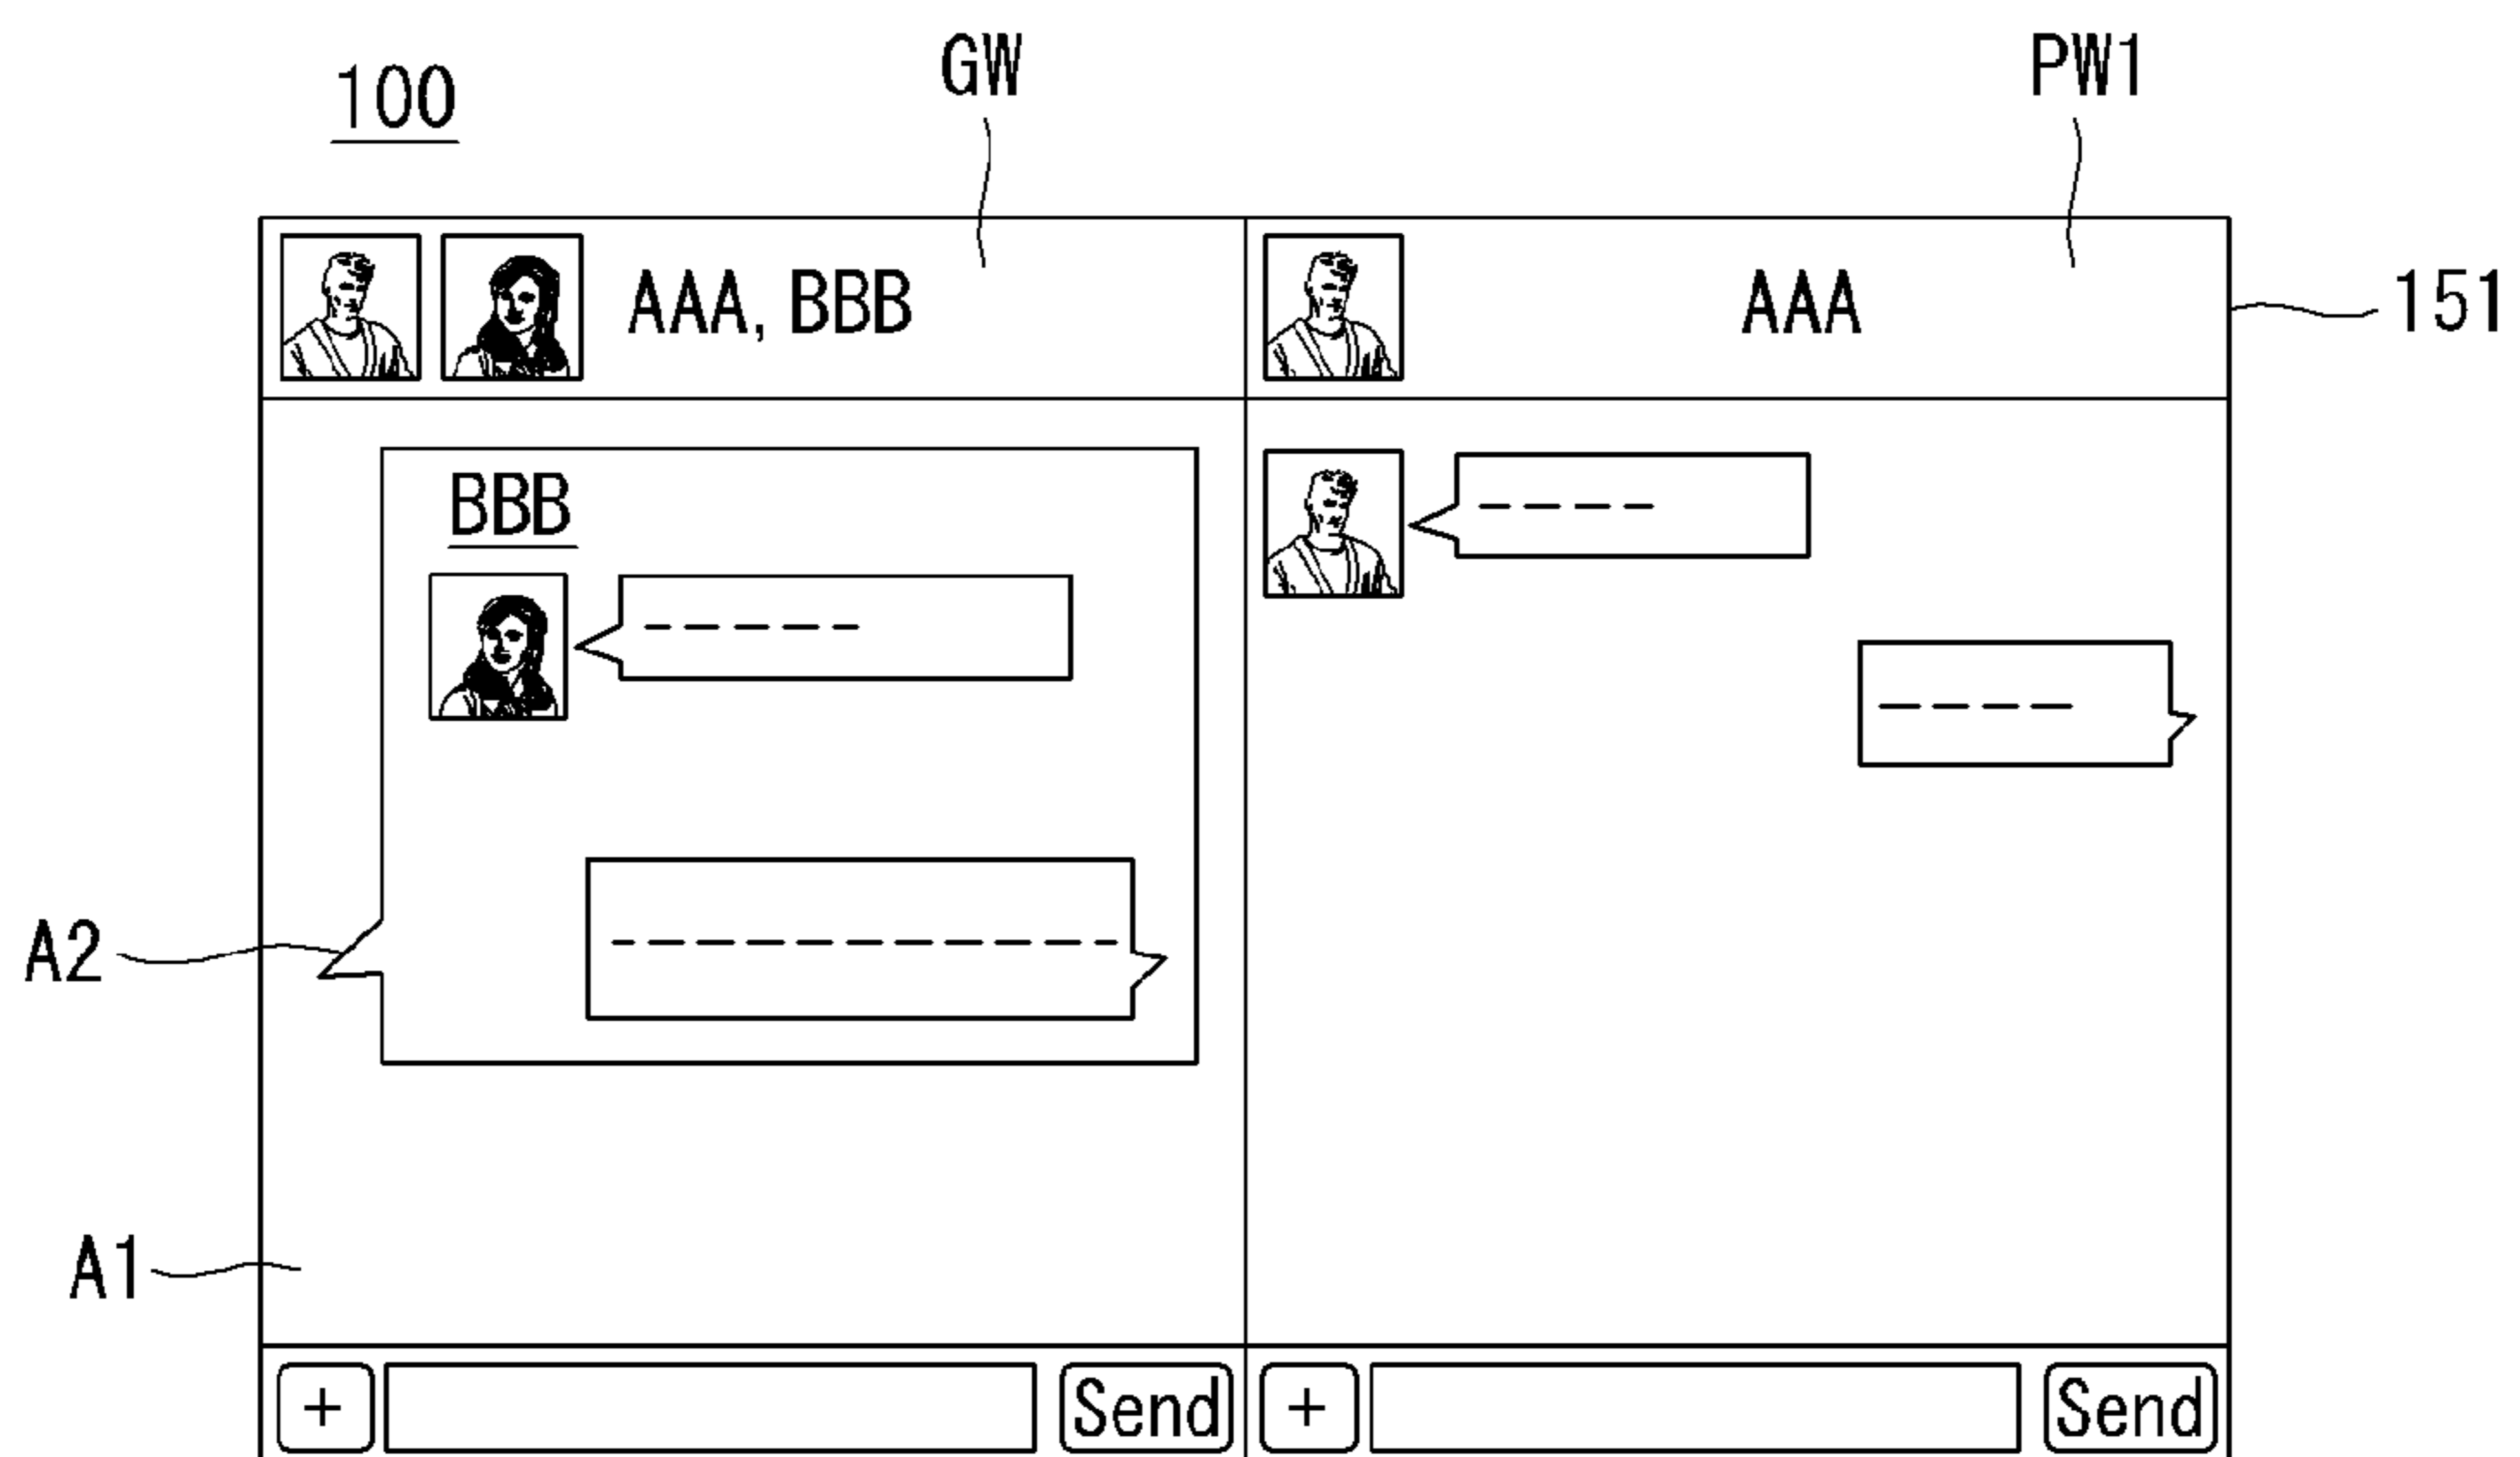 100
GW
PW1
AAA, BBB
AAA
151
BBB
A2
A1
+
Send
+
Send